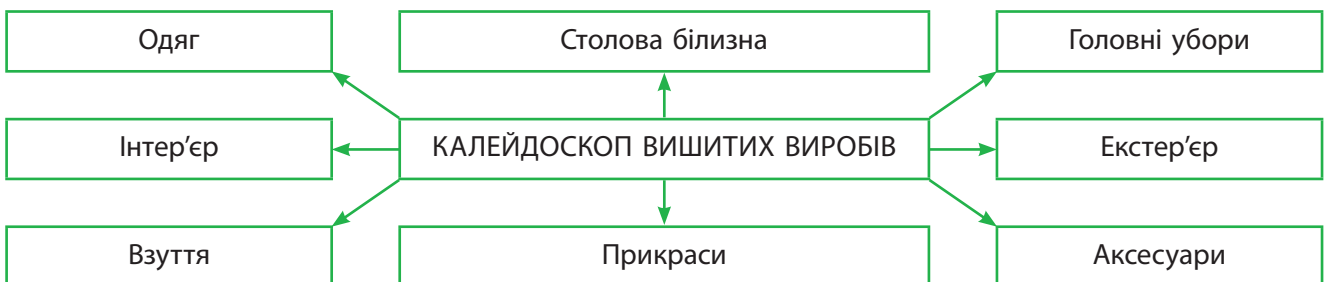 Одяг
Столова білизна
Головні убори
Інтер'єр
КАЛЕЙДОСКОП ВИШИТИХ ВИРОБІВ
Екстер'єр
Взуття
Прикраси
Аксесуари